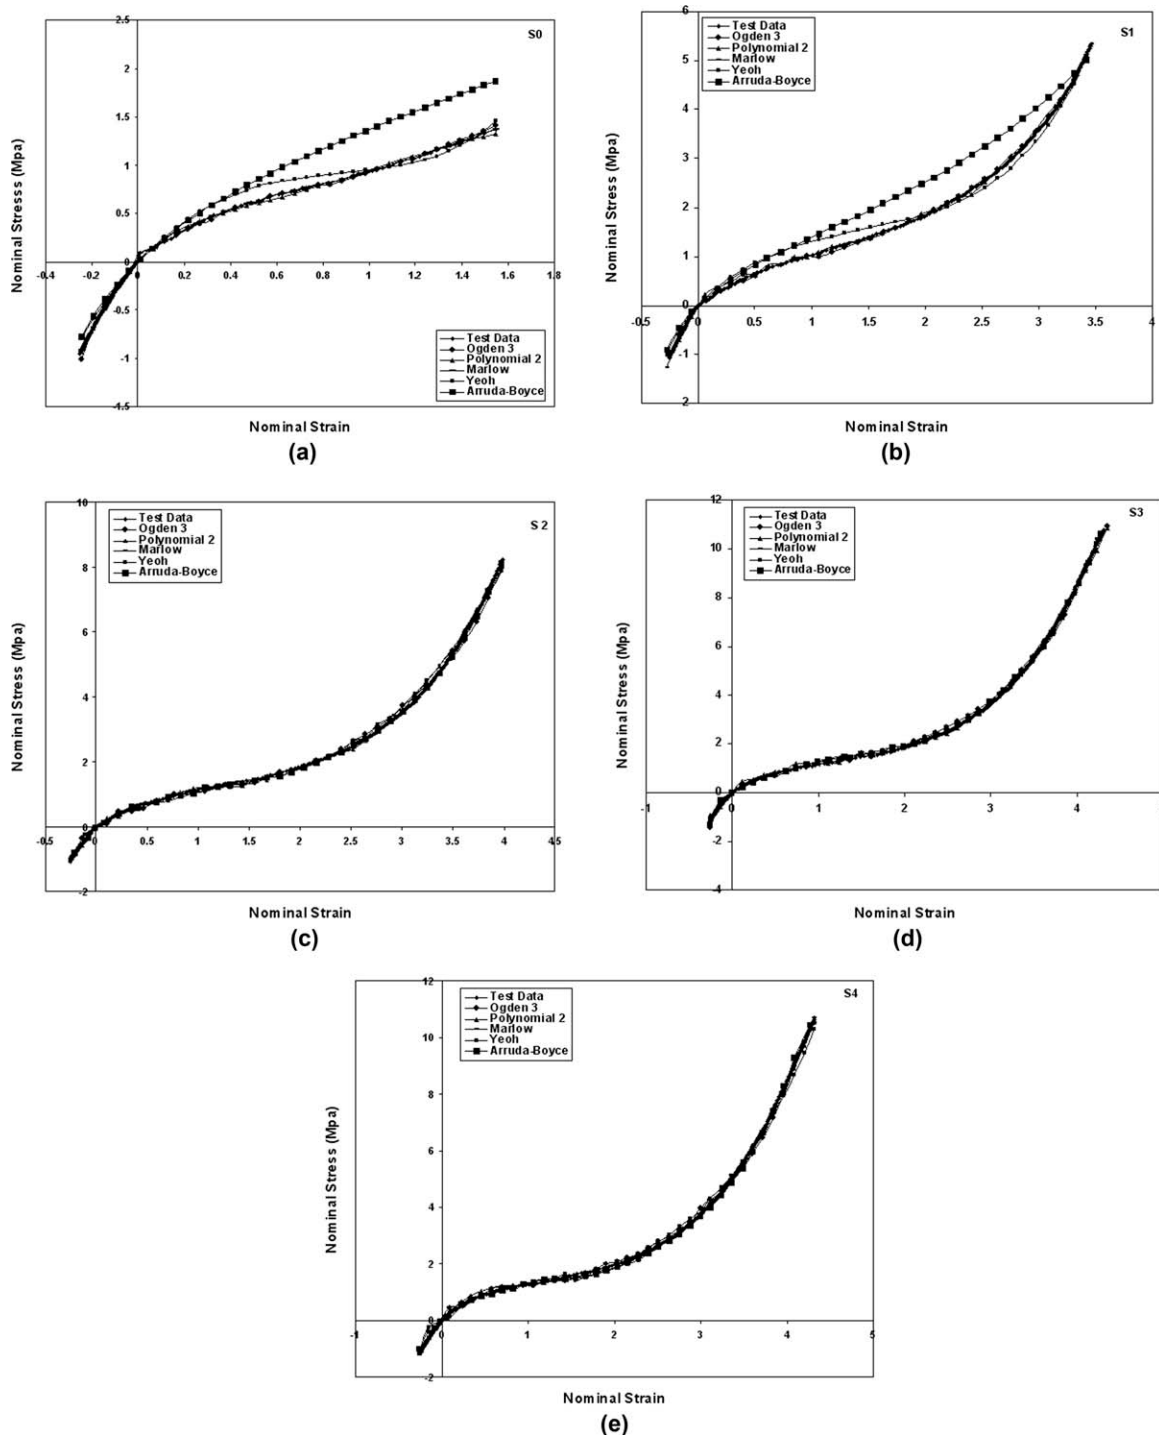 2.5
S0
2
1.5
1
0.5
0
-0.4 -0.2 0 0.2 0.4 0.6 0.8 1 1.2 1.4 1.6 1.8
-0.5
-1
-1.5
Nominal Stresss (Mpa)
Test Data
Ogden 3
Polynomial 2
Marlow
Yeoh
Arruda-Boyce
Nominal Strain
(a)
6
S1
Test Data
Ogden 3
Polynomial 2
Marlow
Yeoh
Arruda-Boyce
5
4
3
2
1
0
-0.5 0 0.5 1 1.5 2 2.5 3 3.5 4
-1
2
Nominal Stress (Mpa)
Nominal Strain
(b)
10
S 2
Test Data
Ogden 3
Polynomial 2
Marlow
Yeoh
Arruda-Boyce
8
6
4
2
0
-0.5 0 0.5 1 1.5 2 2.5 3 3.5 4 4.5
-2
Nominal Stress (Mpa)
Nominal Strain
(c)
12
S3
Test Data
Ogden 3
Polynomial 2
Marlow
Yeoh
Arruda-Boyce
10
8
6
4
2
0
-1 0 1 2 3 4
-2
-4
Nominal Stress (Mpa)
Nominal Strain
(d)
12
S4
Test Data
Ogden 3
Polynomial 2
Marlow
Yeoh
Arruda-Boyce
10
8
6
4
2
0
-1 0 1 2 3 4 5
-2
Nominal Stress (Mpa)
Nominal Strain
(e)